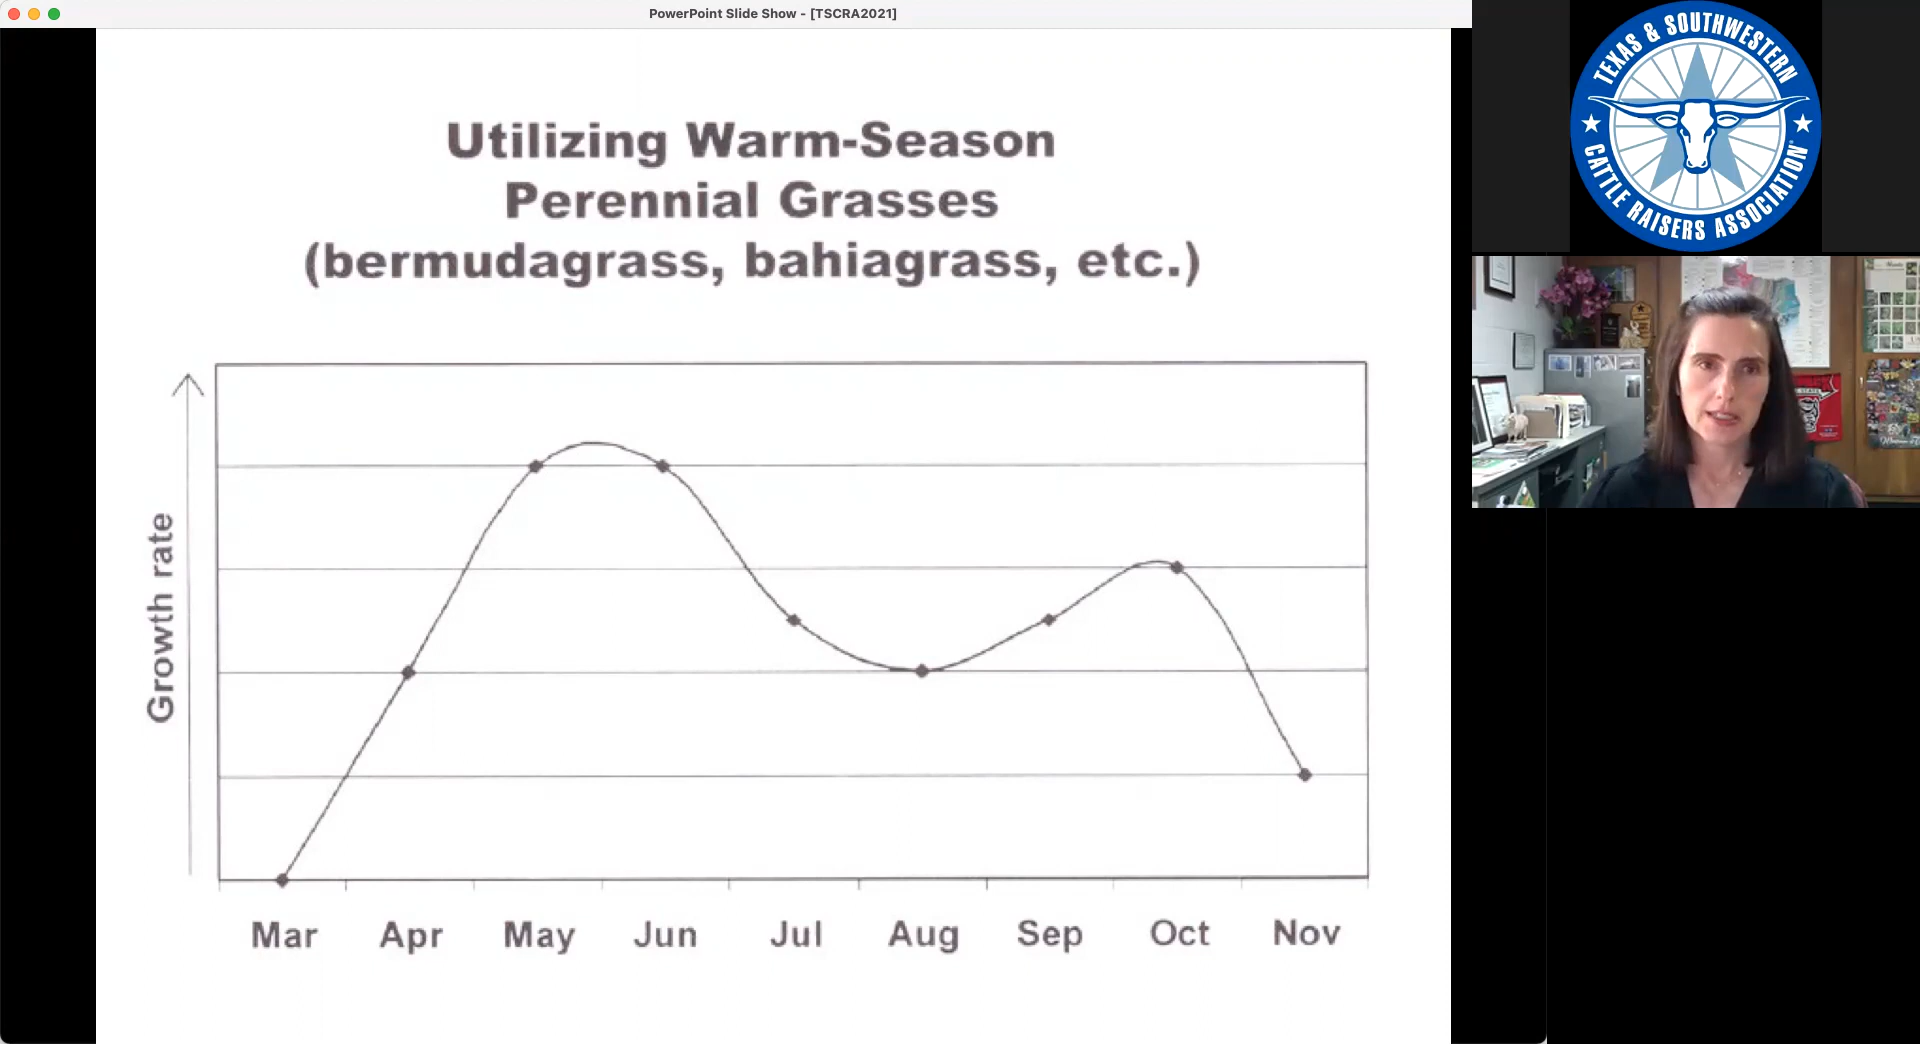 PowerPoint Slide Show - [TSCRA2021]
Utilizing Warm-Season
Perennial Grasses
(bermudagrass, bahiagrass, etc.)
Growth rate
Mar Apr May Jun Jul Aug Sep Oct Nov
TEXAS & SOUTHWESTERN
CATTLE RAISERS ASSOCIATION